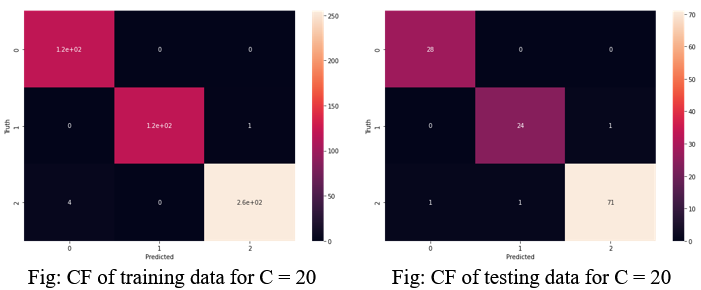 0
1
2
Truth
1.2e+02 0 0
0 1.2e+02 1
4 0 2.6e+02
0 1 2
Predicted
250
200
150
100
50
0
Fig: CF of training data for C = 20
0
1
2
Truth
28 0 0
0 24 1
1 1 71
0 1 2
Predicted
70
60
50
40
30
20
10
0
Fig: CF of testing data for C = 20